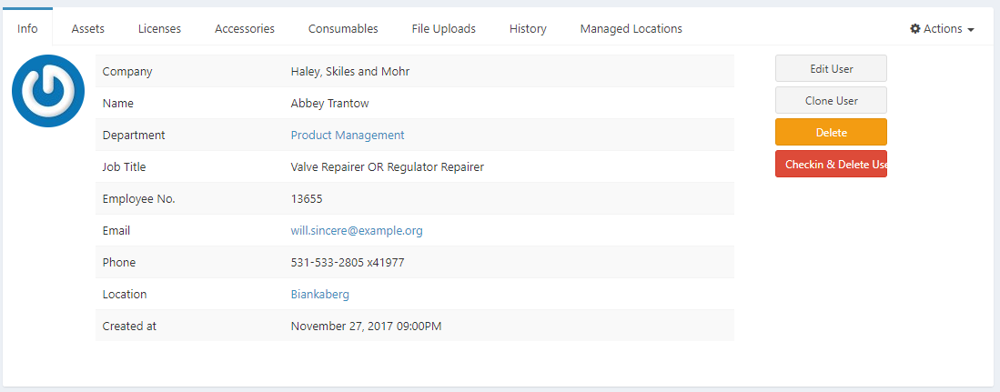 Info Assets Licenses Accessories Consumables File Uploads History Managed Locations Actions
Company Haley, Skiles and Mohr Edit User
Name Abbey Trantow Clone User
Department Product Management Delete
Job Title Valve Repairer OR Regulator Repairer Checkin & Delete Use
Employee No. 13655
Email will.sincere@example.org
Phone 531-533-2805 x41977
Location Biankaberg
Created at November 27, 2017 09:00PM